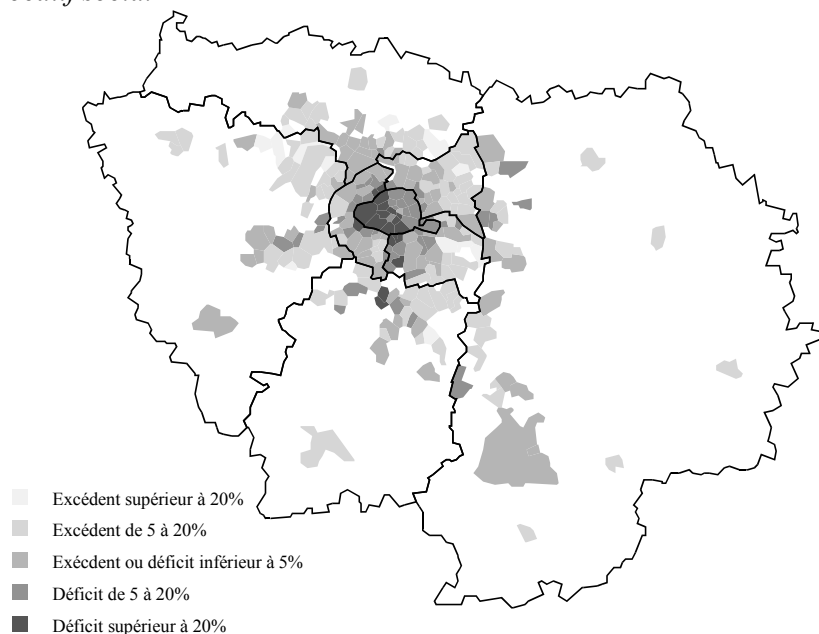 Excédent supérieur à 20%
Excédent de 5 à 20%
Exécdent ou déficit inférieur à 5%
Déficit de 5 à 20%
Déficit supérieur à 20%